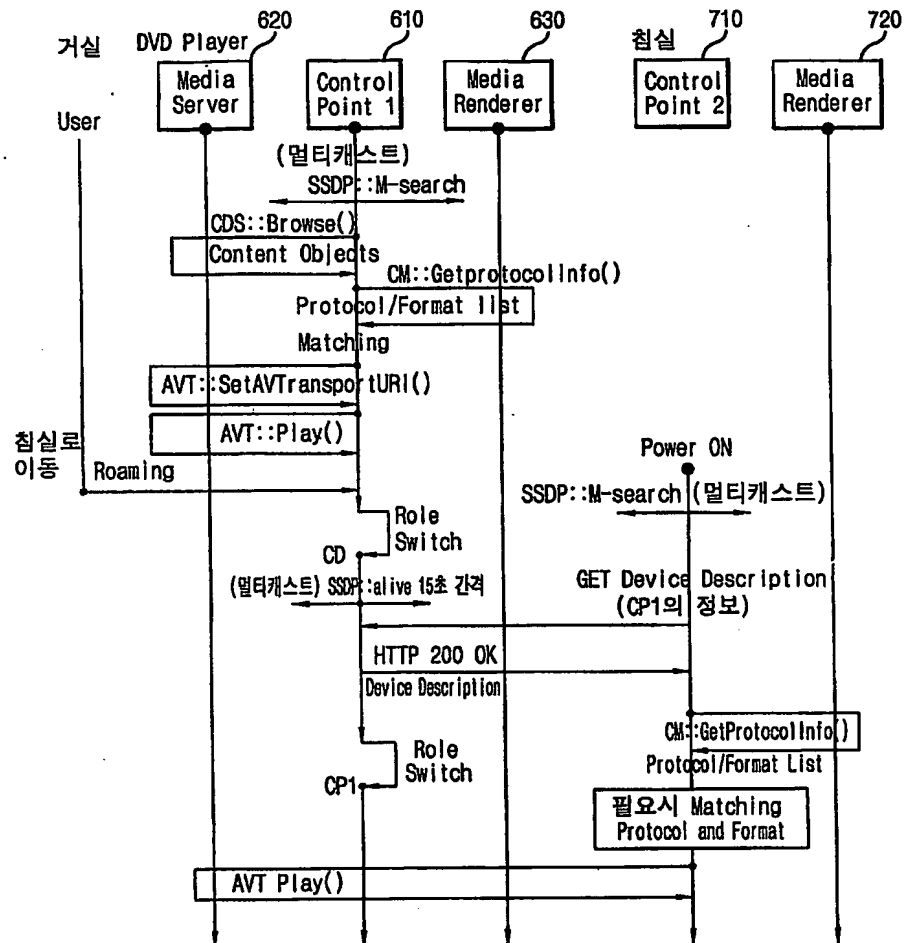 620
610
630
710
720
거실
DVD Player
침실
Media
Server
Control
Point 1
Media
Renderer
Control
Point 2
Media
Renderer
User
(멀티캐스트)
SSDP::M-search
CDS::Browse()
Content Objects
CM::GetprotocolInfo()
Protocol/Format list
Matching
AVT::SetAVTransportURI()
AVT::Play()
침실로
이동
Roaming
Power ON
SSDP::M-search (멀티캐스트)
Role
Switch
CD
(멀티캐스트) SSDP::alive 15초 간격
GET Device Description
(CP1의 정보)
HTTP 200 OK
Device Description
CM::GetProtocolInfo()
Protocol/Format List
Role
Switch
CP1
필요시 Matching
Protocol and Format
AVT Play()